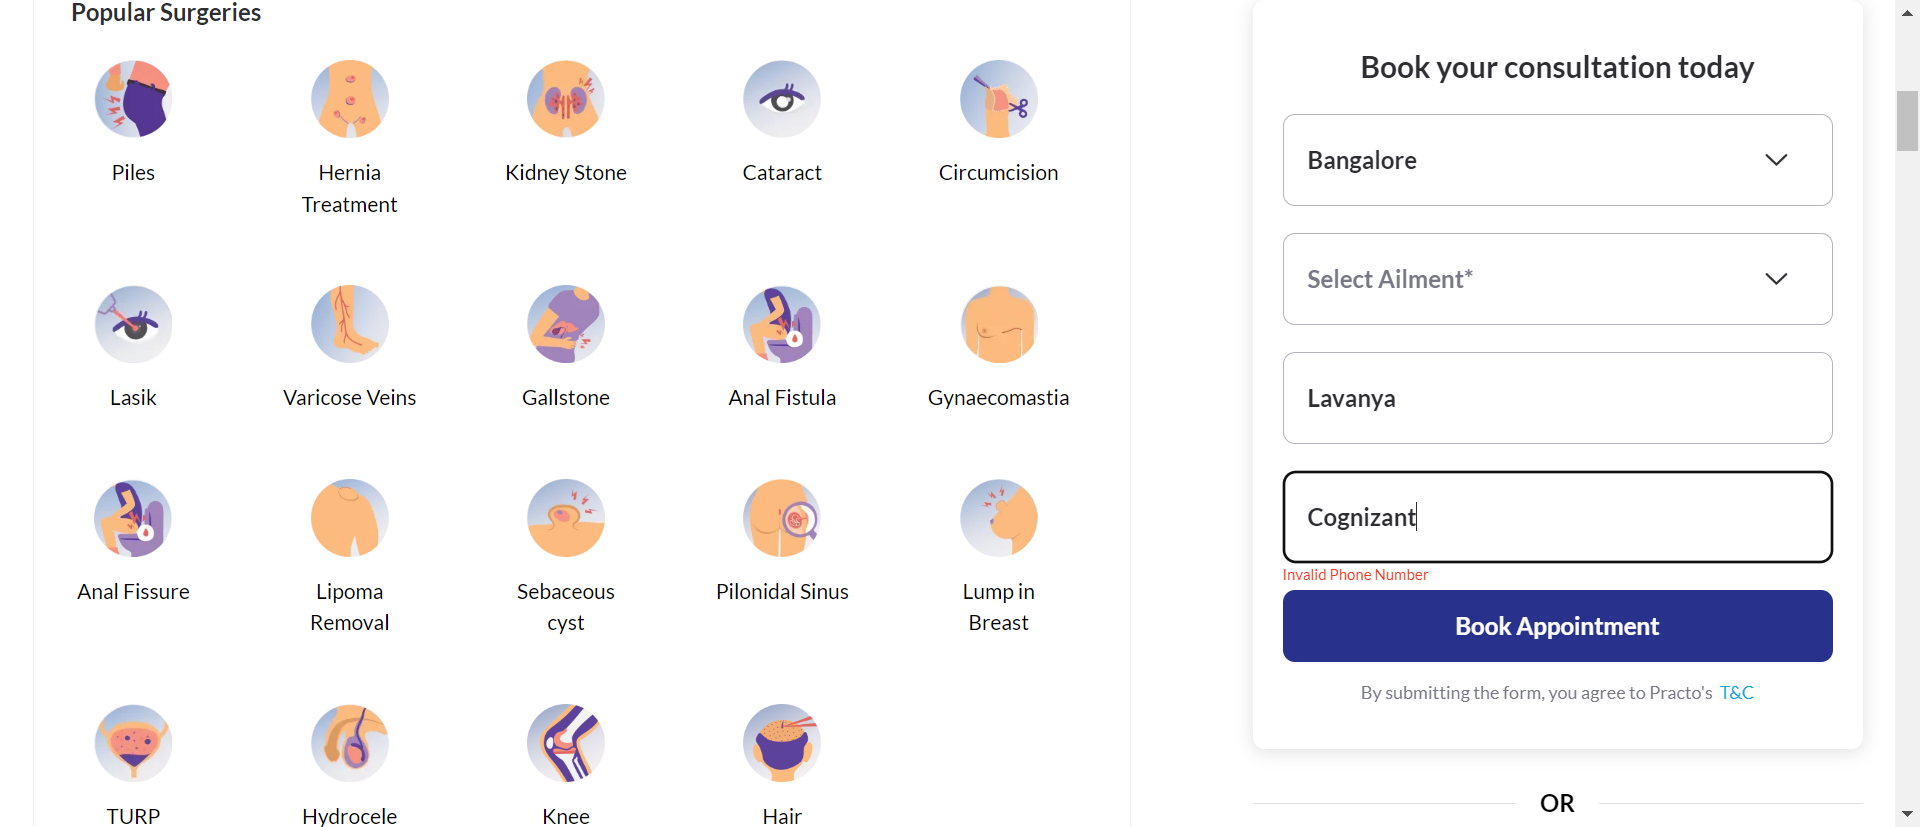 Popular Surgeries
Piles
Hernia
Treatment
Kidney Stone
Cataract
Circumcision
Lasik
Varicose Veins
Gallstone
Anal Fistula
Gynaecomastia
Anal Fissure
Lipoma
Removal
Sebaceous
cyst
Pilonidal Sinus
Lump in
Breast
TURP
Hydrocele
Knee
Hair
Book your consultation today
Bangalore
Select Ailment*
Lavanya
Cognizant
Invalid Phone Number
Book Appointment
By submitting the form, you agree to Practo's T&C
OR